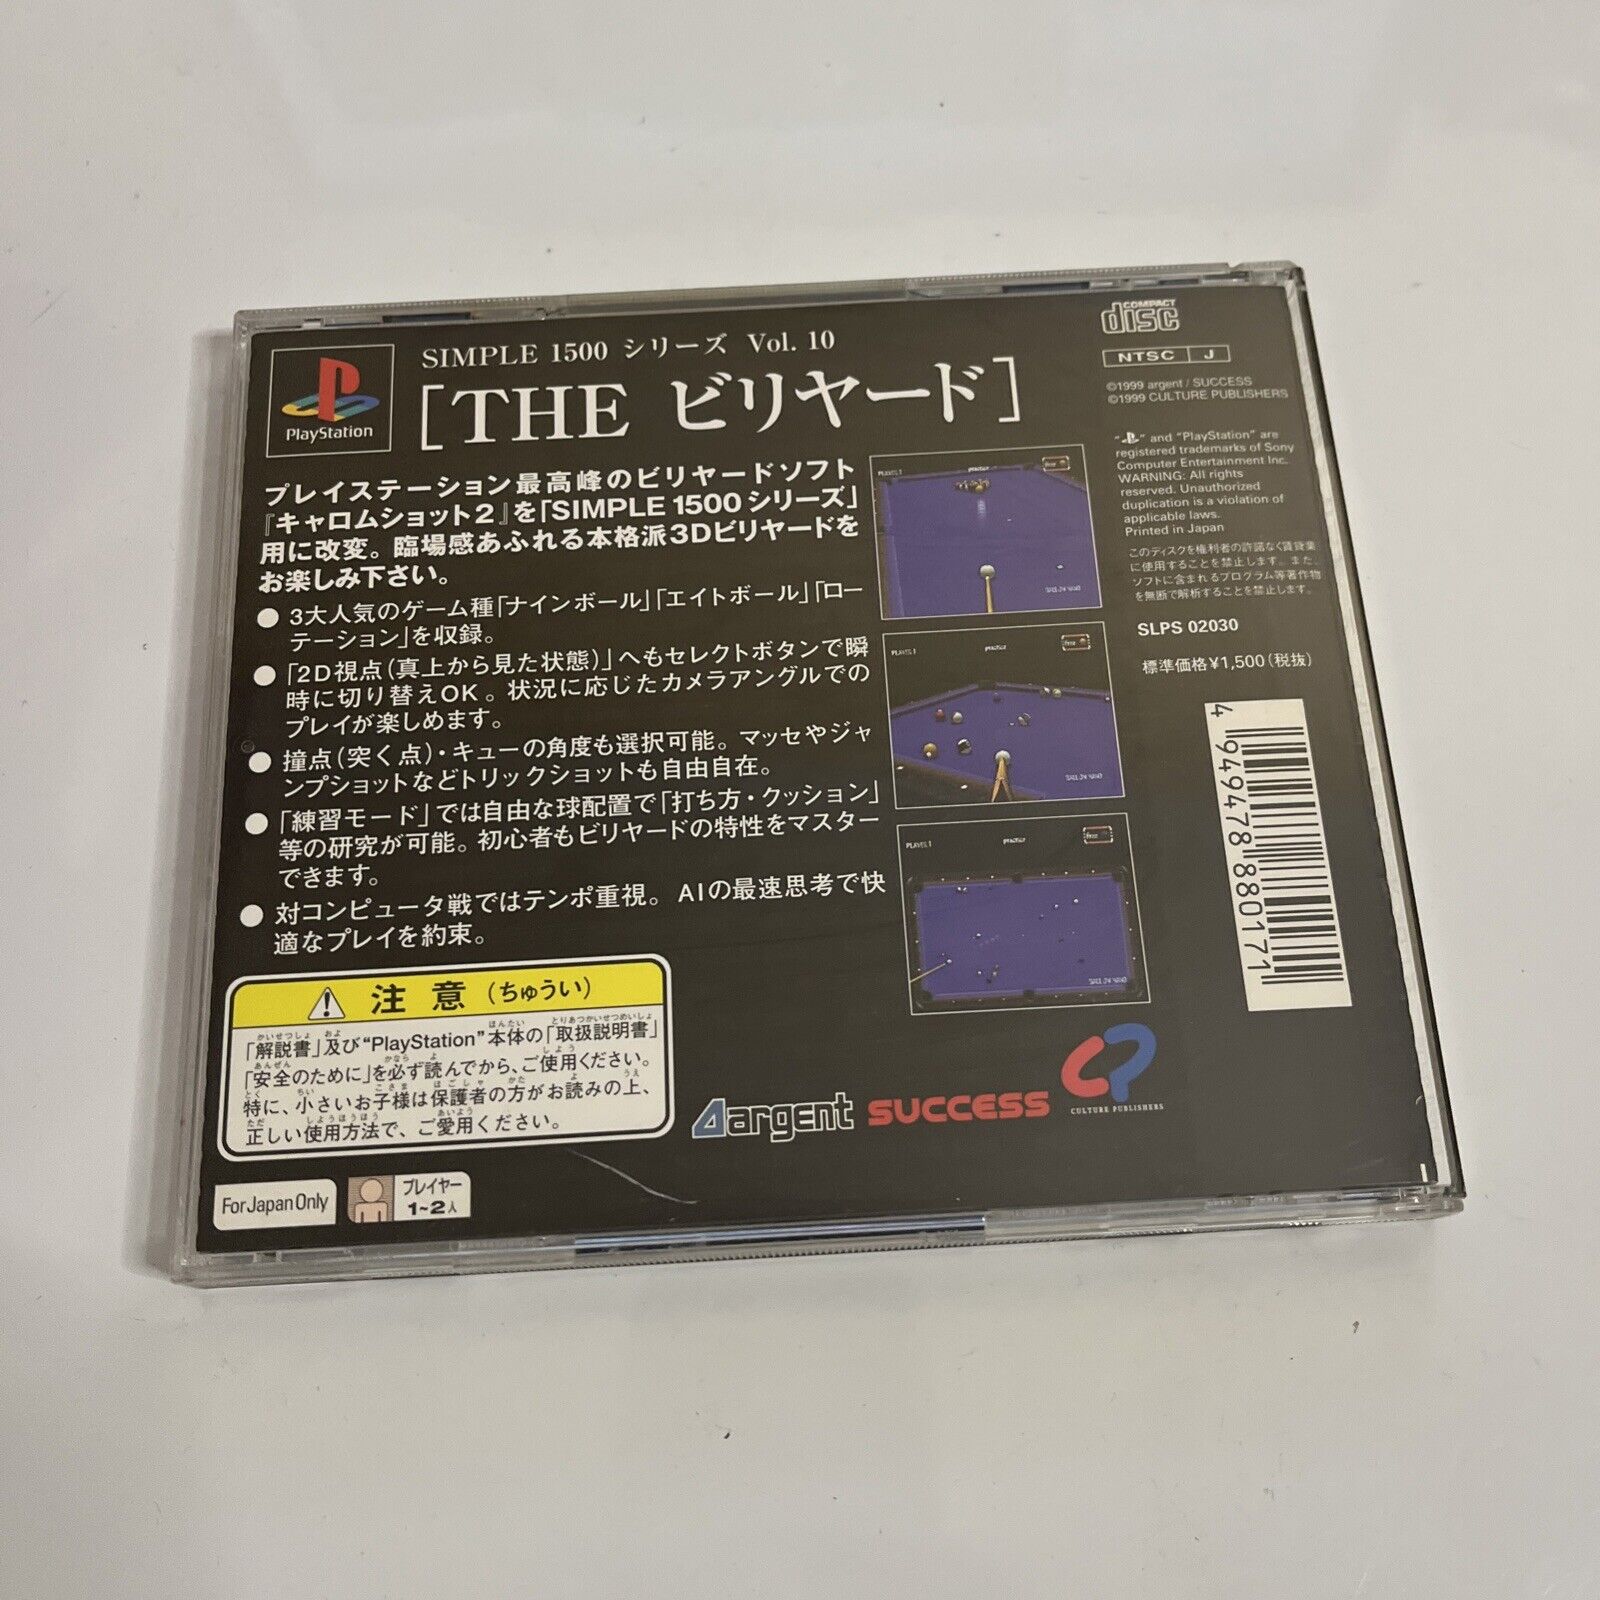 PlayStation
SIMPLE 1500 シリーズ Vol. 10
[THE ビリヤード]
プレイステーション最高峰のビリヤードソフト
『キャロムショット2』を「SIMPLE 1500シリーズ」
用に改変。臨場感あふれる本格派3Dビリヤードを
お楽しみ下さい。
● 3大人気のゲーム種「ナインボール」「エイトボール」「ロー
テーション」を収録。
● 「2D視点(真上から見た状態)」へもセレクトボタンで瞬
時に切り替えOK。状況に応じたカメラアングルでの
プレイが楽しめます。
● 撞点(突く点)・キューの角度も選択可能。マッセやジャ
ンプショットなどトリックショットも自由自在。
● 「練習モード」では自由な球配置で「打ち方・クッション」
等の研究が可能。初心者もビリヤードの特性をマスター
できます。
● 対コンピュータ戦ではテンポ重視。AIの最速思考で快
適なプレイを約束。
PLAYER 1 practice
PLAYER 1 practice
PLAYER 1 practice
COMPACT
disc
NTSC J
©1999 argent / SUCCESS
©1999 CULTURE PUBLISHERS
" " and "PlayStation" are
registered trademarks of Sony
Computer Entertainment Inc.
WARNING: All rights
reserved. Unauthorized
duplication is a violation of
applicable laws.
Printed in Japan
このディスクを権利者の許諾なく賃貸業
に使用することを禁止します。また、
ソフトに含まれるプログラム等著作物
を無断で解析することを禁止します。
SLPS 02030
標準価格¥1,500(税抜)
4 949478 880171
注意(ちゅうい)
「解説書」及び"PlayStation"本体の「取扱説明書」
「安全のために」を必ず読んでから、ご使用ください。
特に、小さいお子様は保護者の方がお読みの上、
正しい使用方法で、ご愛用ください。
argent SUCCESS CP
CULTURE PUBLISHERS
For Japan Only
プレイヤー
1~2人